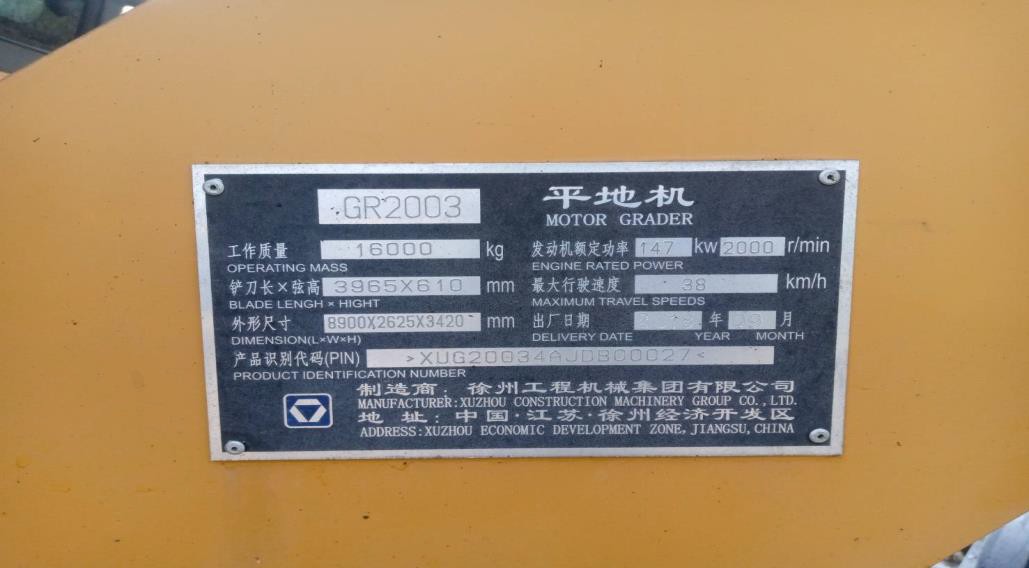 GR2003
平地机
MOTOR GRADER
工作质量 16000 kg
OPERATING MASS
发动机额定功率 147 kw 2000 r/min
ENGINE RATED POWER
铲刀长×弦高 3965X610 mm
BLADE LENGH × HIGHT
最大行驶速度 38 km/h
MAXIMUM TRAVEL SPEEDS
外形尺寸 8900X2625X3420 mm
DIMENSION(L×W×H)
出厂日期 年 月
DELIVERY DATE YEAR MONTH
产品识别代码(PIN) >XUG20034AJDB00027<
PRODUCT IDENTIFICATION NUMBER
制造商: 徐州工程机械集团有限公司
MANUFACTURER:XUZHOU CONSTRUCTION MACHINERY GROUP CO.,LTD.
地 址: 中国·江苏·徐州经济开发区
ADDRESS:XUZHOU ECONOMIC DEVELOPMENT ZONE,JIANGSU,CHINA